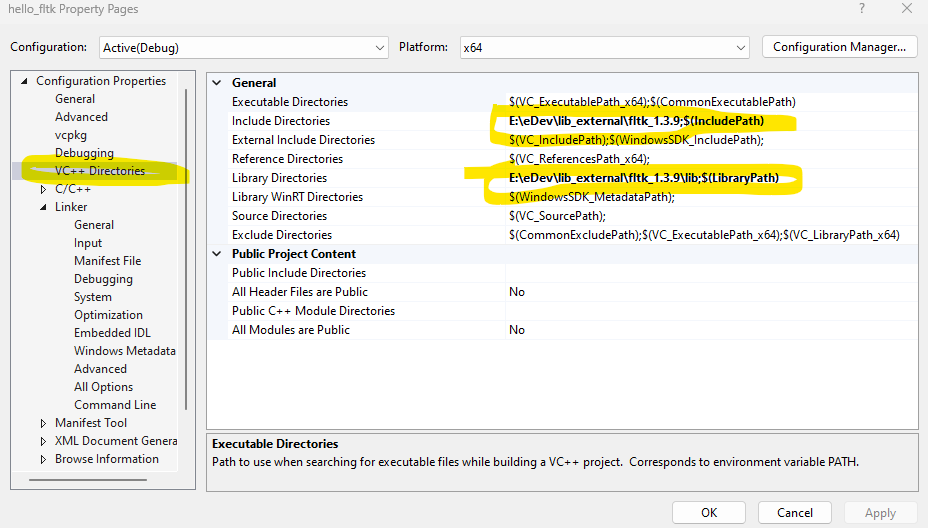 hello_fltk Property Pages
Configuration: Active(Debug) Platform: x64 Configuration Manager...
Configuration Properties
General
Advanced
vcpkg
Debugging
VC++ Directories
C/C++
Linker
General
Input
Manifest File
Debugging
System
Optimization
Embedded IDL
Windows Metadata
Advanced
All Options
Command Line
Manifest Tool
XML Document Genera
Browse Information
General
Executable Directories $(VC_ExecutablePath_x64);$(CommonExecutablePath)
Include Directories E:\eDev\lib_external\fltk_1.3.9;$(IncludePath)
External Include Directories $(VC_IncludePath);$(WindowsSDK_IncludePath);
Reference Directories $(VC_ReferencesPath_x64);
Library Directories E:\eDev\lib_external\fltk_1.3.9\lib;$(LibraryPath)
Library WinRT Directories $(WindowsSDK_MetadataPath);
Source Directories $(VC_SourcePath);
Exclude Directories $(CommonExcludePath);$(VC_ExecutablePath_x64);$(VC_LibraryPath_x64)
Public Project Content
Public Include Directories
All Header Files are Public No
Public C++ Module Directories
All Modules are Public No
Executable Directories
Path to use when searching for executable files while building a VC++ project.  Corresponds to environment variable PATH.
OK Cancel Apply